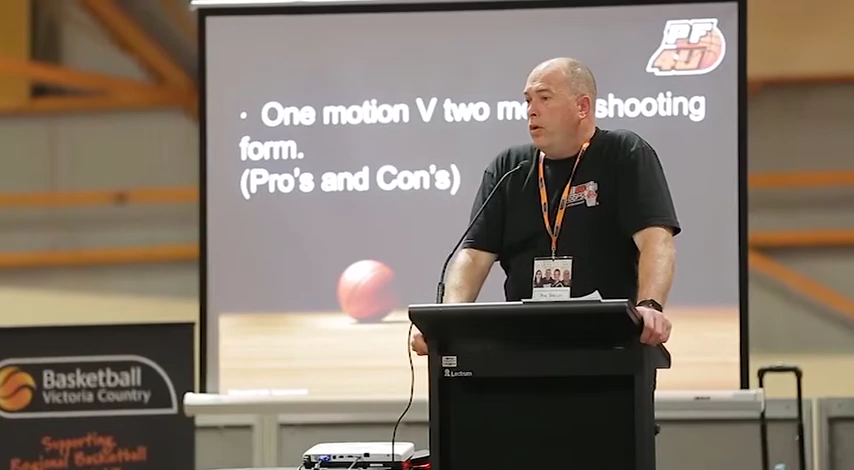 PF
4U
• One motion V two mo shooting
form.
(Pro's and Con's)
Lectrum
Basketball
Victoria Country
Supporting
Regional Basketball